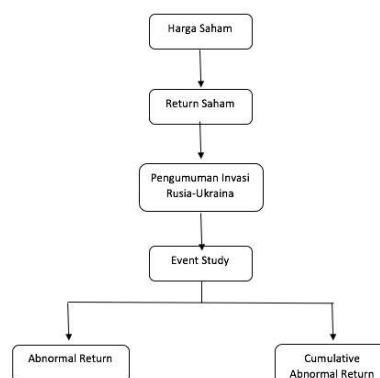 Harga Saham
Return Saham
Pengumuman Invasi
Rusia-Ukraina
Event Study
Abnormal Return
Cumulative
Abnormal Return